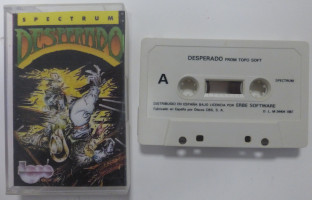 SPECTRUM
DESPERADO
DESPERADO FROM TOPO SOFT
A
SPECTRUM
DISTRIBUIDO EN ESPAÑA BAJO LICENCIA POR ERBE SOFTWARE